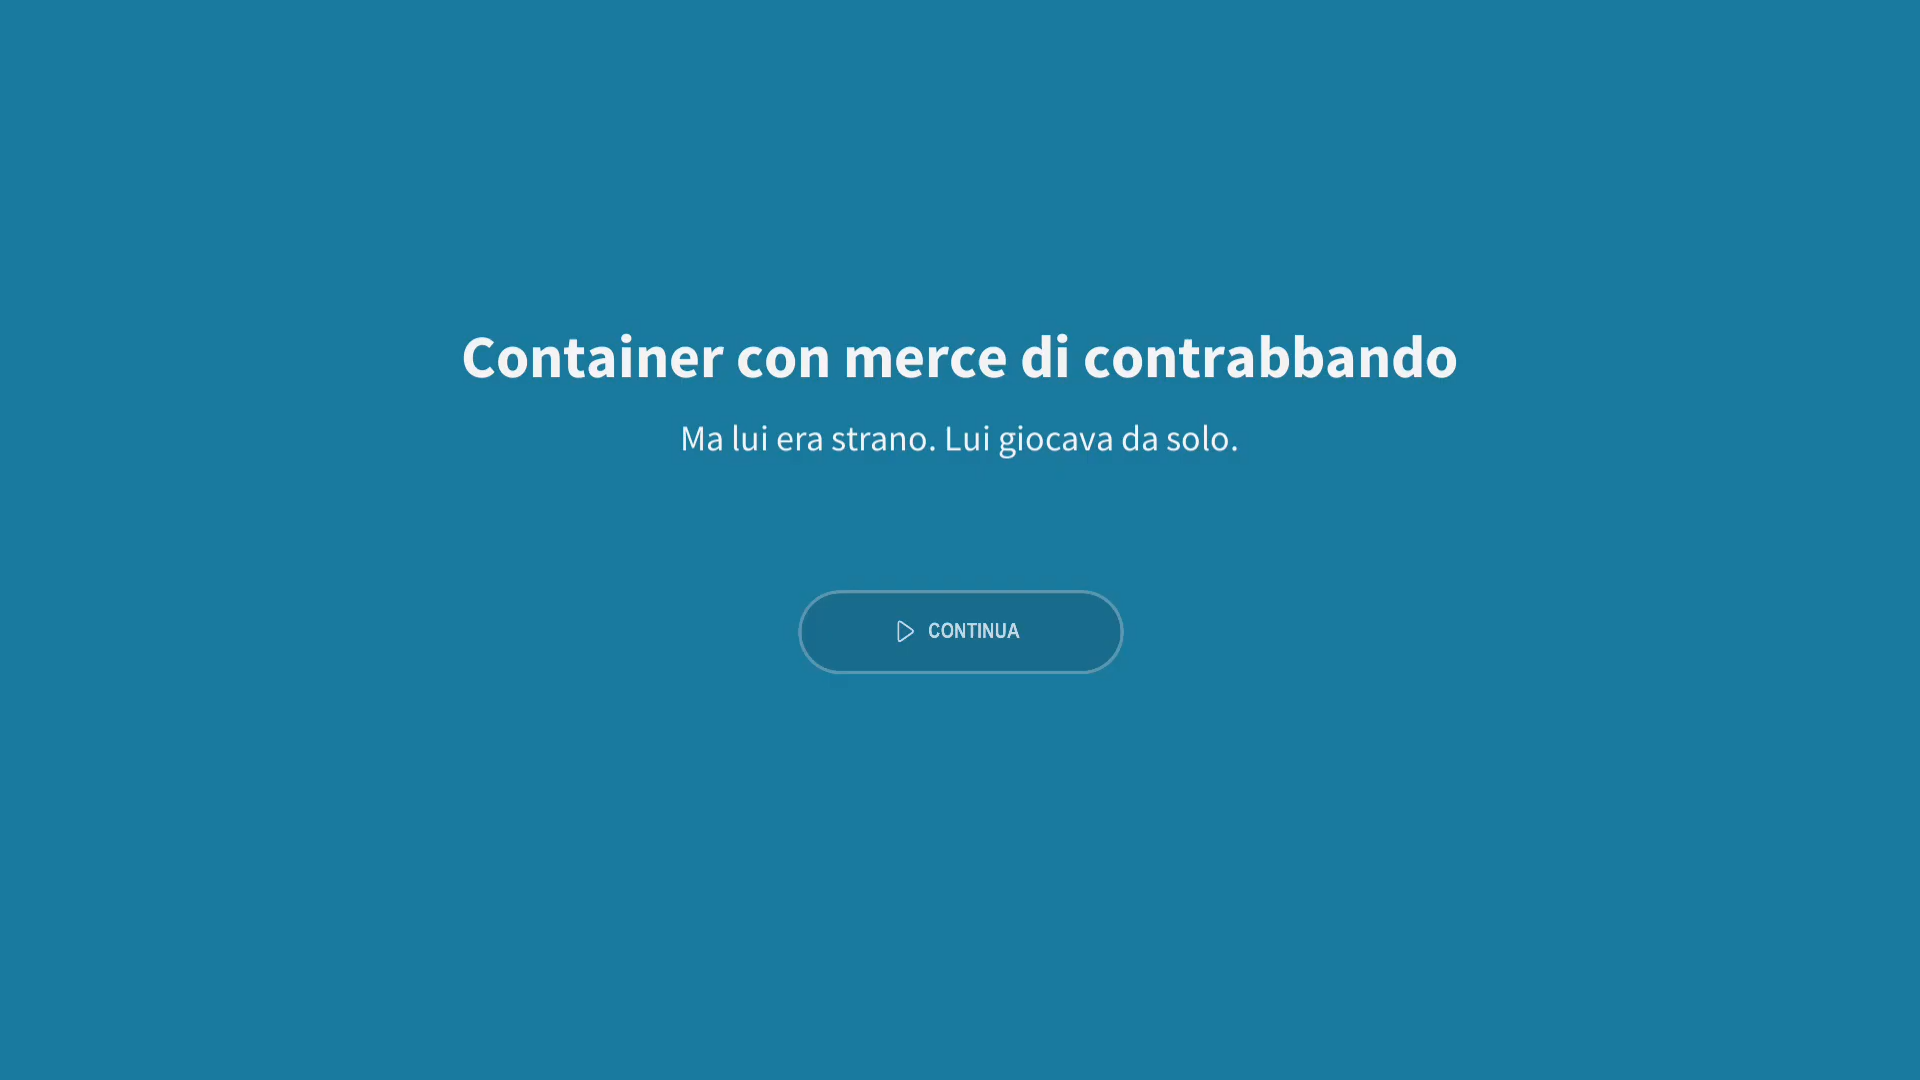 Container con merce di contrabbando
Ma lui era strano. Lui giocava da solo.
CONTINUA